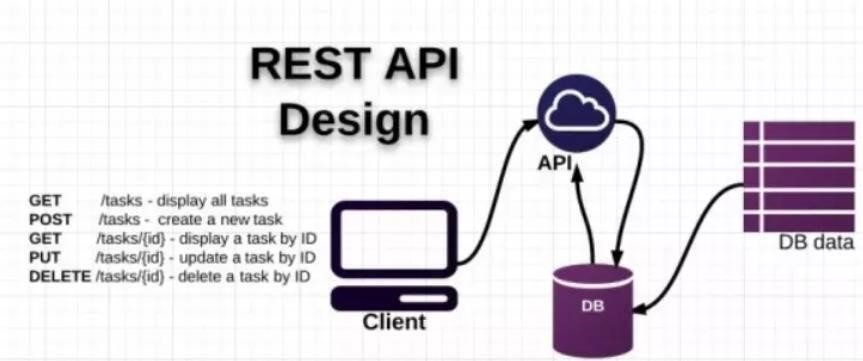 REST API
Design
API
GET /tasks - display all tasks
POST /tasks - create a new task
GET /tasks/{id} - display a task by ID
PUT /tasks/{id} - update a task by ID
DELETE /tasks/{id} - delete a task by ID
Client
DB
DB data